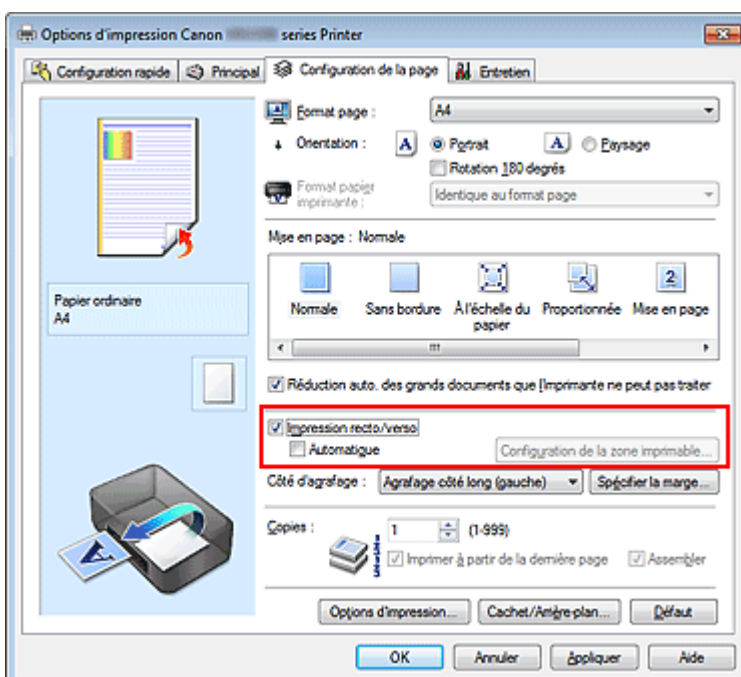 Options d'impression Canon series Printer
Configuration rapide Principal Configuration de la page Entretien
Format page : A4
Orientation : A Portrait A Paysage
Rotation 180 degrés
Format papier imprimante : Identique au format page
Mise en page : Normale
2
Normale Sans bordure À l'échelle du papier Proportionnée Mise en page
Papier ordinaire
A4
Réduction auto. des grands documents que l'imprimante ne peut pas traiter
Impression recto/verso
Automatique Configuration de la zone imprimable...
Côté d'agrafage : Agrafage côté long (gauche) Spécifier la marge...
Copies : 1 (1-999)
Imprimer à partir de la dernière page Assembler
Options d'impression... Cachet/Arrière-plan... Défaut
OK Annuler Appliquer Aide